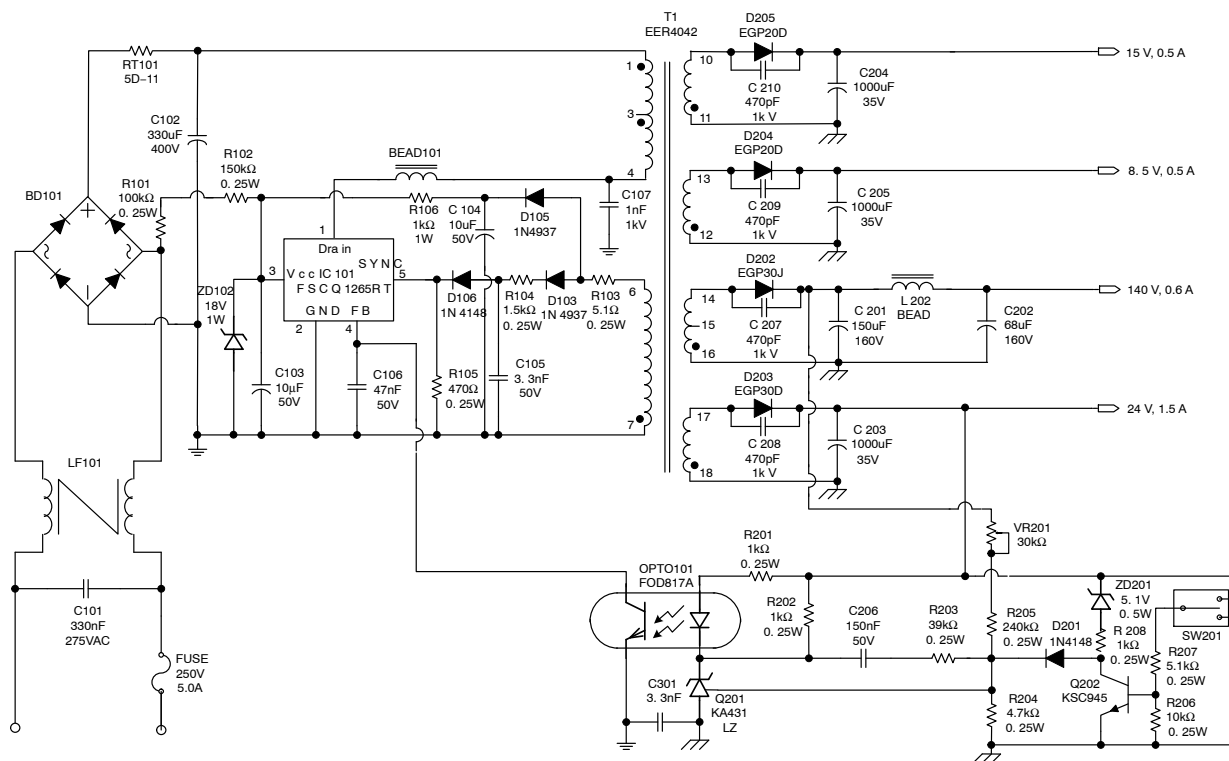 T1
EER4042
RT101
5D-11
C102
330uF
400V
BD101
R101
100kΩ
0. 25W
R102
150kΩ
0. 25W
BEAD101
1
3
4
R106
1kΩ
1W
C 104
10uF
50V
D105
1N4937
C107
1nF
1kV
1
Dra in
S Y N C
3
V c c
I C 101
F S C Q 1265R T
5
G N D
F B
2
4
ZD102
18V
1W
C103
10µF
50V
C106
47nF
50V
D106
1N 4148
R104
1.5kΩ
0. 25W
D103
1N 4937
R103
5.1Ω
0. 25W
R105
470Ω
0. 25W
C105
3. 3nF
50V
6
7
LF101
C101
330nF
275VAC
FUSE
250V
5.0A
10
11
D205
EGP20D
C 210
470pF
1k V
C204
1000uF
35V
15 V, 0.5 A
13
12
D204
EGP20D
C 209
470pF
1k V
C 205
1000uF
35V
8. 5 V, 0.5 A
14
15
16
D202
EGP30J
C 207
470pF
1k V
C 201
150uF
160V
L 202
BEAD
C202
68uF
160V
140 V, 0.6 A
17
18
D203
EGP30D
C 208
470pF
1k V
C 203
1000uF
35V
24 V, 1.5 A
VR201
30kΩ
OPTO101
FOD817A
R201
1kΩ
0. 25W
R202
1kΩ
0. 25W
C206
150nF
50V
R203
39kΩ
0. 25W
R205
240kΩ
0. 25W
D201
1N4148
ZD201
5. 1V
0. 5W
R 208
1kΩ
0. 25W
SW201
R207
5.1kΩ
0. 25W
C301
3. 3nF
Q201
KA431
LZ
R204
4.7kΩ
0. 25W
Q202
KSC945
R206
10kΩ
0. 25W